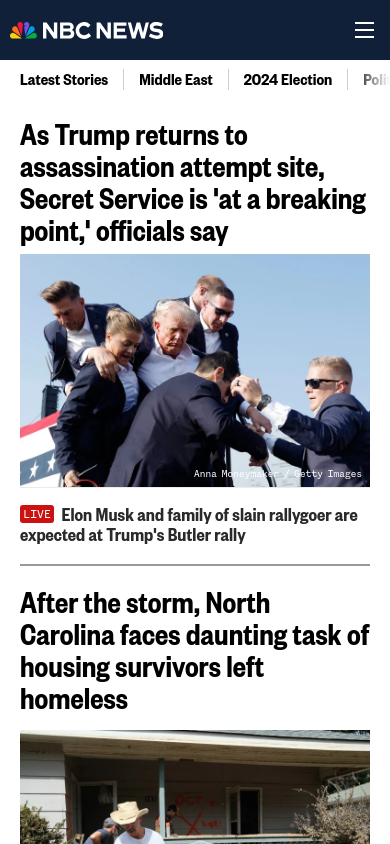 NBC NEWS
Latest Stories
Middle East
2024 Election
As Trump returns to
assassination attempt site,
Secret Service is 'at a breaking
point,' officials say
Anna Moneymaker / Getty Images
LIVE Elon Musk and family of slain rallygoer are
expected at Trump's Butler rally
After the storm, North
Carolina faces daunting task of
housing survivors left
homeless